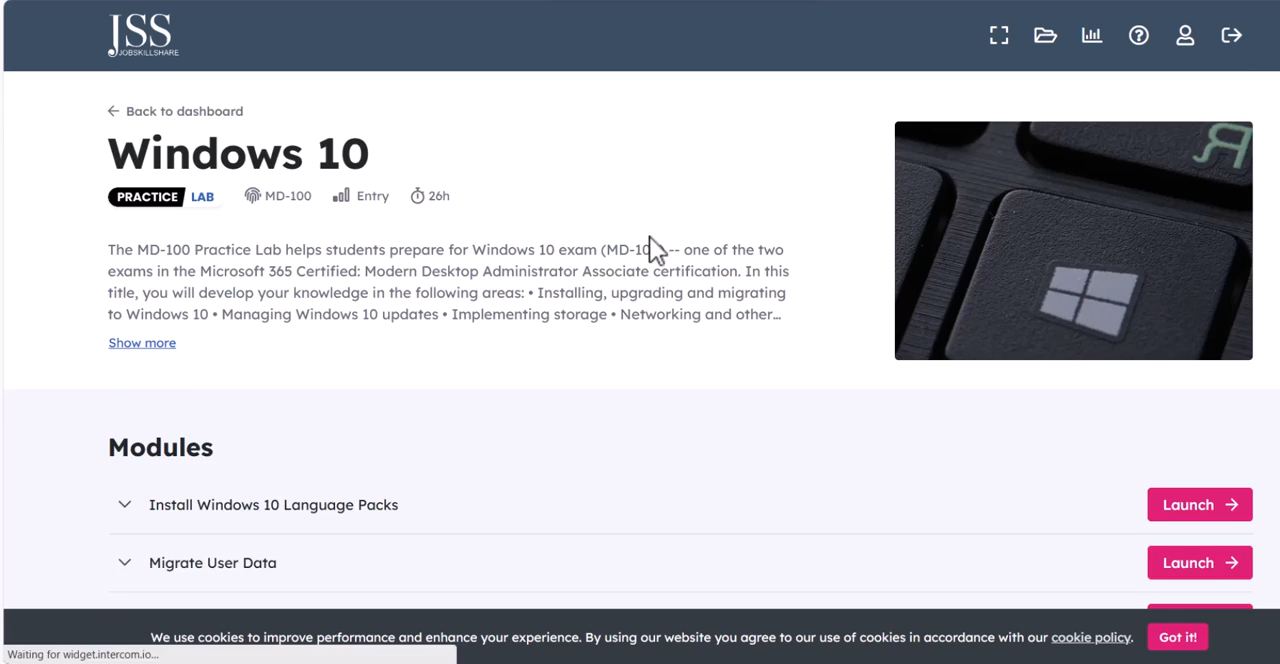 JSS
JOBSKILLSHARE
Back to dashboard
Windows 10
PRACTICE LAB MD-100 Entry 26h
The MD-100 Practice Lab helps students prepare for Windows 10 exam (MD-10 -- one of the two
exams in the Microsoft 365 Certified: Modern Desktop Administrator Associate certification. In this
title, you will develop your knowledge in the following areas: • Installing, upgrading and migrating
to Windows 10 • Managing Windows 10 updates • Implementing storage • Networking and other...
Show more
Modules
Install Windows 10 Language Packs Launch
Migrate User Data Launch
We use cookies to improve performance and enhance your experience. By using our website you agree to our use of cookies in accordance with our cookie policy. Got it!
Waiting for widget.intercom.io...